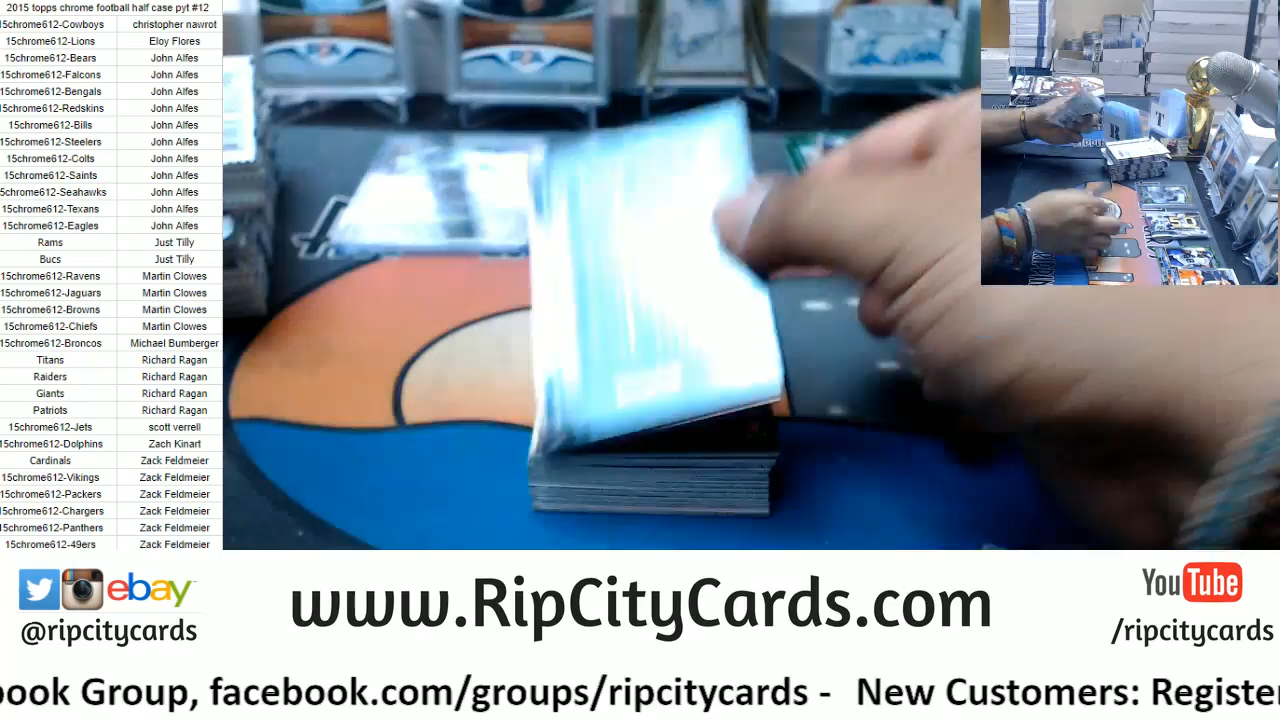 2015 topps chrome football half case pyt #12
15chrome612-Cowboys christopher nawrot
15chrome612-Lions Eloy Flores
15chrome612-Bears John Alfes
15chrome612-Falcons John Alfes
15chrome612-Bengals John Alfes
15chrome612-Redskins John Alfes
15chrome612-Bills John Alfes
15chrome612-Steelers John Alfes
15chrome612-Colts John Alfes
15chrome612-Saints John Alfes
15chrome612-Seahawks John Alfes
15chrome612-Texans John Alfes
15chrome612-Eagles John Alfes
Rams Just Tilly
Bucs Just Tilly
15chrome612-Ravens Martin Clowes
15chrome612-Jaguars Martin Clowes
15chrome612-Browns Martin Clowes
15chrome612-Chiefs Martin Clowes
15chrome612-Broncos Michael Bumberger
Titans Richard Ragan
Raiders Richard Ragan
Giants Richard Ragan
Patriots Richard Ragan
15chrome612-Jets scott verrell
15chrome612-Dolphins Zach Kinart
Cardinals Zack Feldmeier
15chrome612-Vikings Zack Feldmeier
15chrome612-Packers Zack Feldmeier
15chrome612-Chargers Zack Feldmeier
15chrome612-Panthers Zack Feldmeier
15chrome612-49ers Zack Feldmeier
ebay
@ripcitycards
www.RipCityCards.com
YouTube
/ripcitycards
book Group, facebook.com/groups/ripcitycards - New Customers: Register